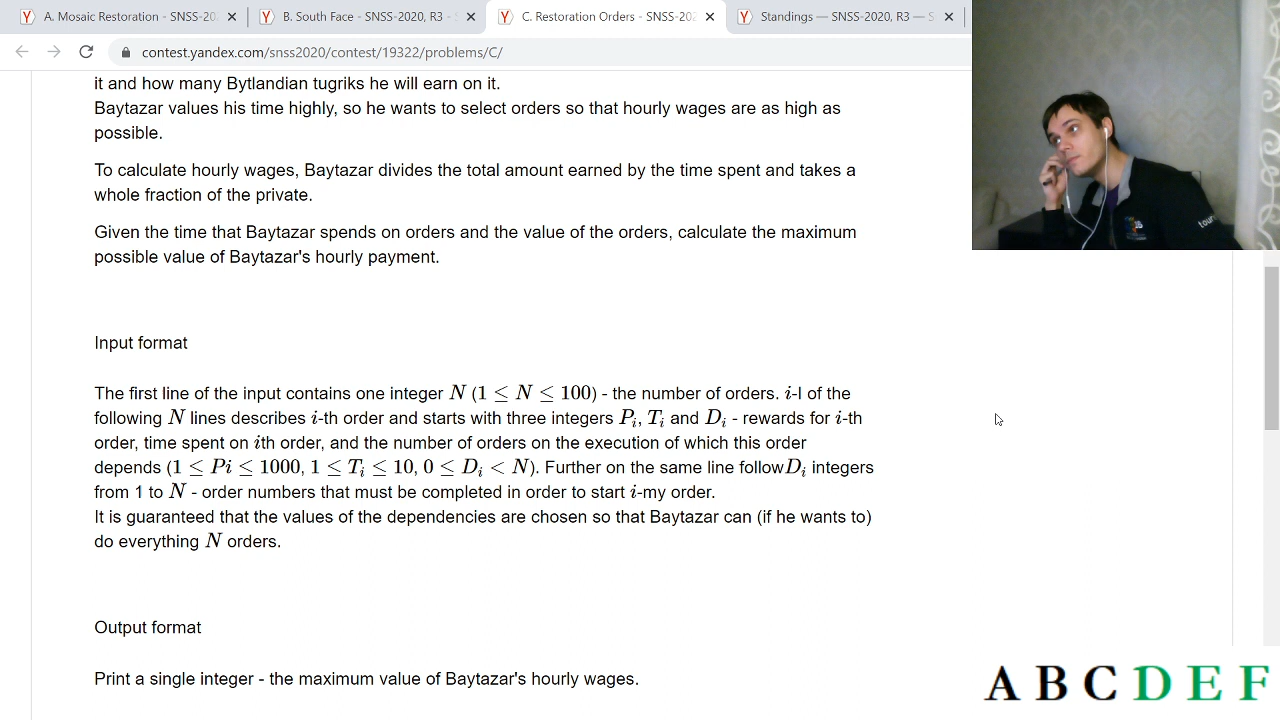 A. Mosaic Restoration - SNSS-20
B. South Face - SNSS-2020, R3 -
C. Restoration Orders - SNSS-202
Standings — SNSS-2020, R3 — S
contest.yandex.com/snss2020/contest/19322/problems/C/
it and how many Bytlandian tugriks he will earn on it.
Baytazar values his time highly, so he wants to select orders so that hourly wages are as high as
possible.
To calculate hourly wages, Baytazar divides the total amount earned by the time spent and takes a
whole fraction of the private.
Given the time that Baytazar spends on orders and the value of the orders, calculate the maximum
possible value of Baytazar's hourly payment.
Input format
The first line of the input contains one integer N (1 ≤ N ≤ 100) - the number of orders. i-I of the
following N lines describes i-th order and starts with three integers Pi, Ti and Di - rewards for i-th
order, time spent on ith order, and the number of orders on the execution of which this order
depends (1 ≤ Pi ≤ 1000, 1 ≤ Ti ≤ 10, 0 ≤ Di < N). Further on the same line followDi integers
from 1 to N - order numbers that must be completed in order to start i-my order.
It is guaranteed that the values of the dependencies are chosen so that Baytazar can (if he wants to)
do everything N orders.
Output format
Print a single integer - the maximum value of Baytazar's hourly wages.
A B C D E F